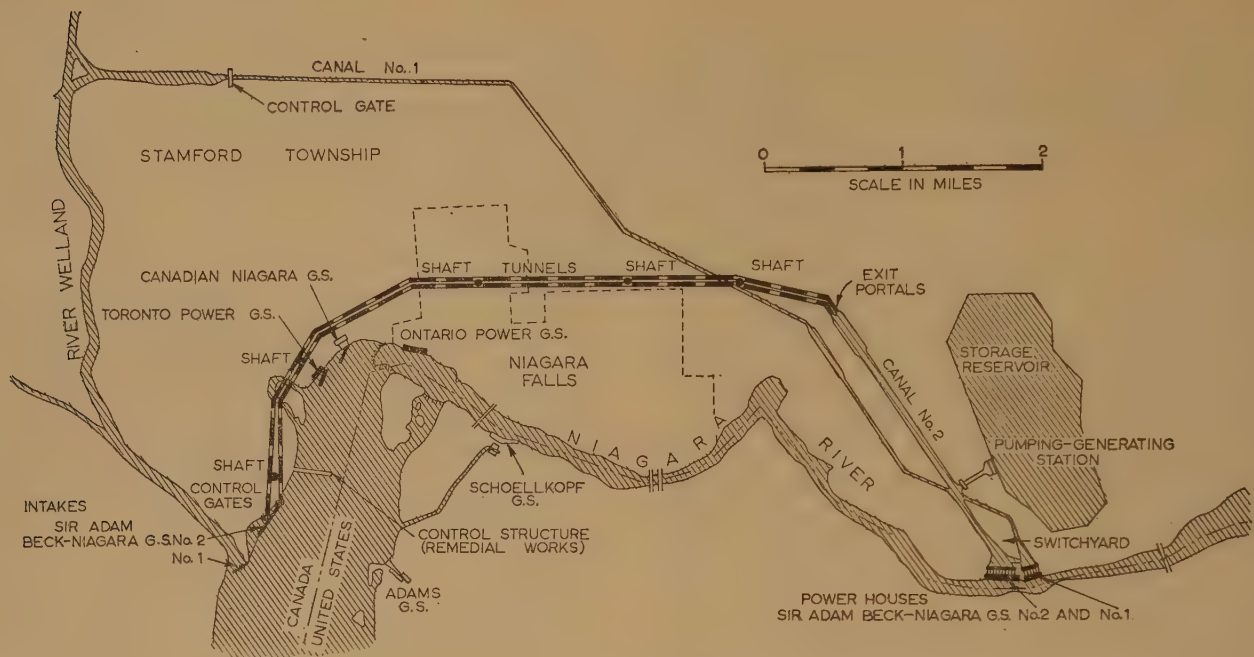 CANAL No. 1
CONTROL GATE
STAMFORD TOWNSHIP
0 1 2
SCALE IN MILES
RIVER WELLAND
CANADIAN NIAGARA G.S.
SHAFT TUNNELS SHAFT SHAFT
EXIT
PORTALS
TORONTO POWER G.S.
ONTARIO POWER G.S.
SHAFT
NIAGARA
FALLS
STORAGE
RESERVOIR
CANAL No. 2
NIAGARA RIVER
PUMPING-GENERATING
STATION
SHAFT
CONTROL
GATES
SCHOELLKOPF
G.S.
INTAKES
SIR ADAM
BECK-NIAGARA G.S. No. 2
No. 1
CONTROL STRUCTURE
(REMEDIAL WORKS)
SWITCHYARD
CANADA
UNITED STATES
ADAMS
G.S.
POWER HOUSES
SIR ADAM BECK-NIAGARA G.S. No. 2 AND No. 1